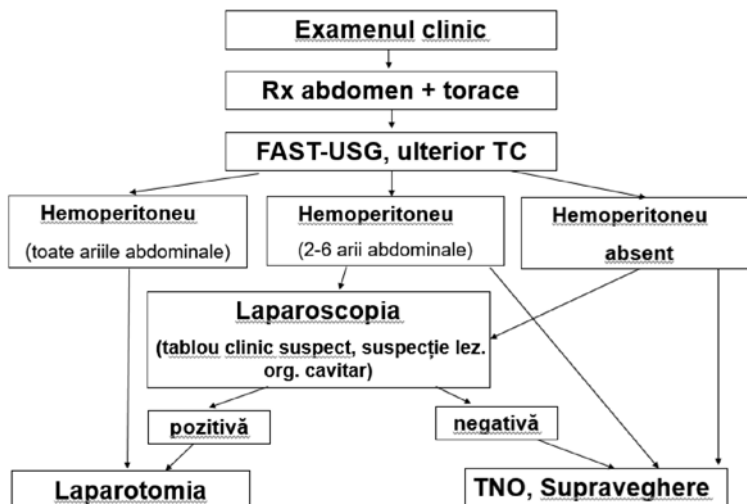 Examenul clinic
Rx abdomen + torace
FAST-USG, ulterior TC
Hemoperitoneu
(toate ariile abdominale)
Hemoperitoneu
(2-6 arii abdominale)
Hemoperitoneu
absent
Laparoscopia
(tablou clinic suspect, suspecție lez.
org. cavitar)
pozitivă
negativă
Laparotomia
TNO, Supraveghere